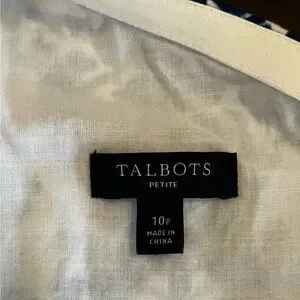 TALBOTS
PETITE
10P
MADE IN
CHINA